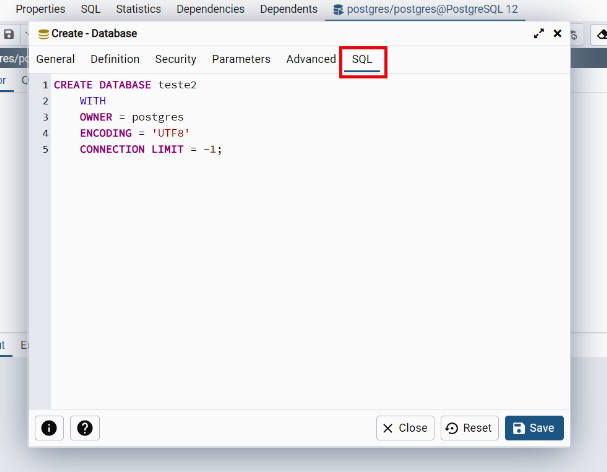 Properties SQL Statistics Dependencies Dependents postgres/postgres@PostgreSQL 12
Create - Database
General Definition Security Parameters Advanced SQL
1 CREATE DATABASE teste2
2 WITH
3 OWNER = postgres
4 ENCODING = 'UTF8'
5 CONNECTION LIMIT = -1;
Close Reset Save